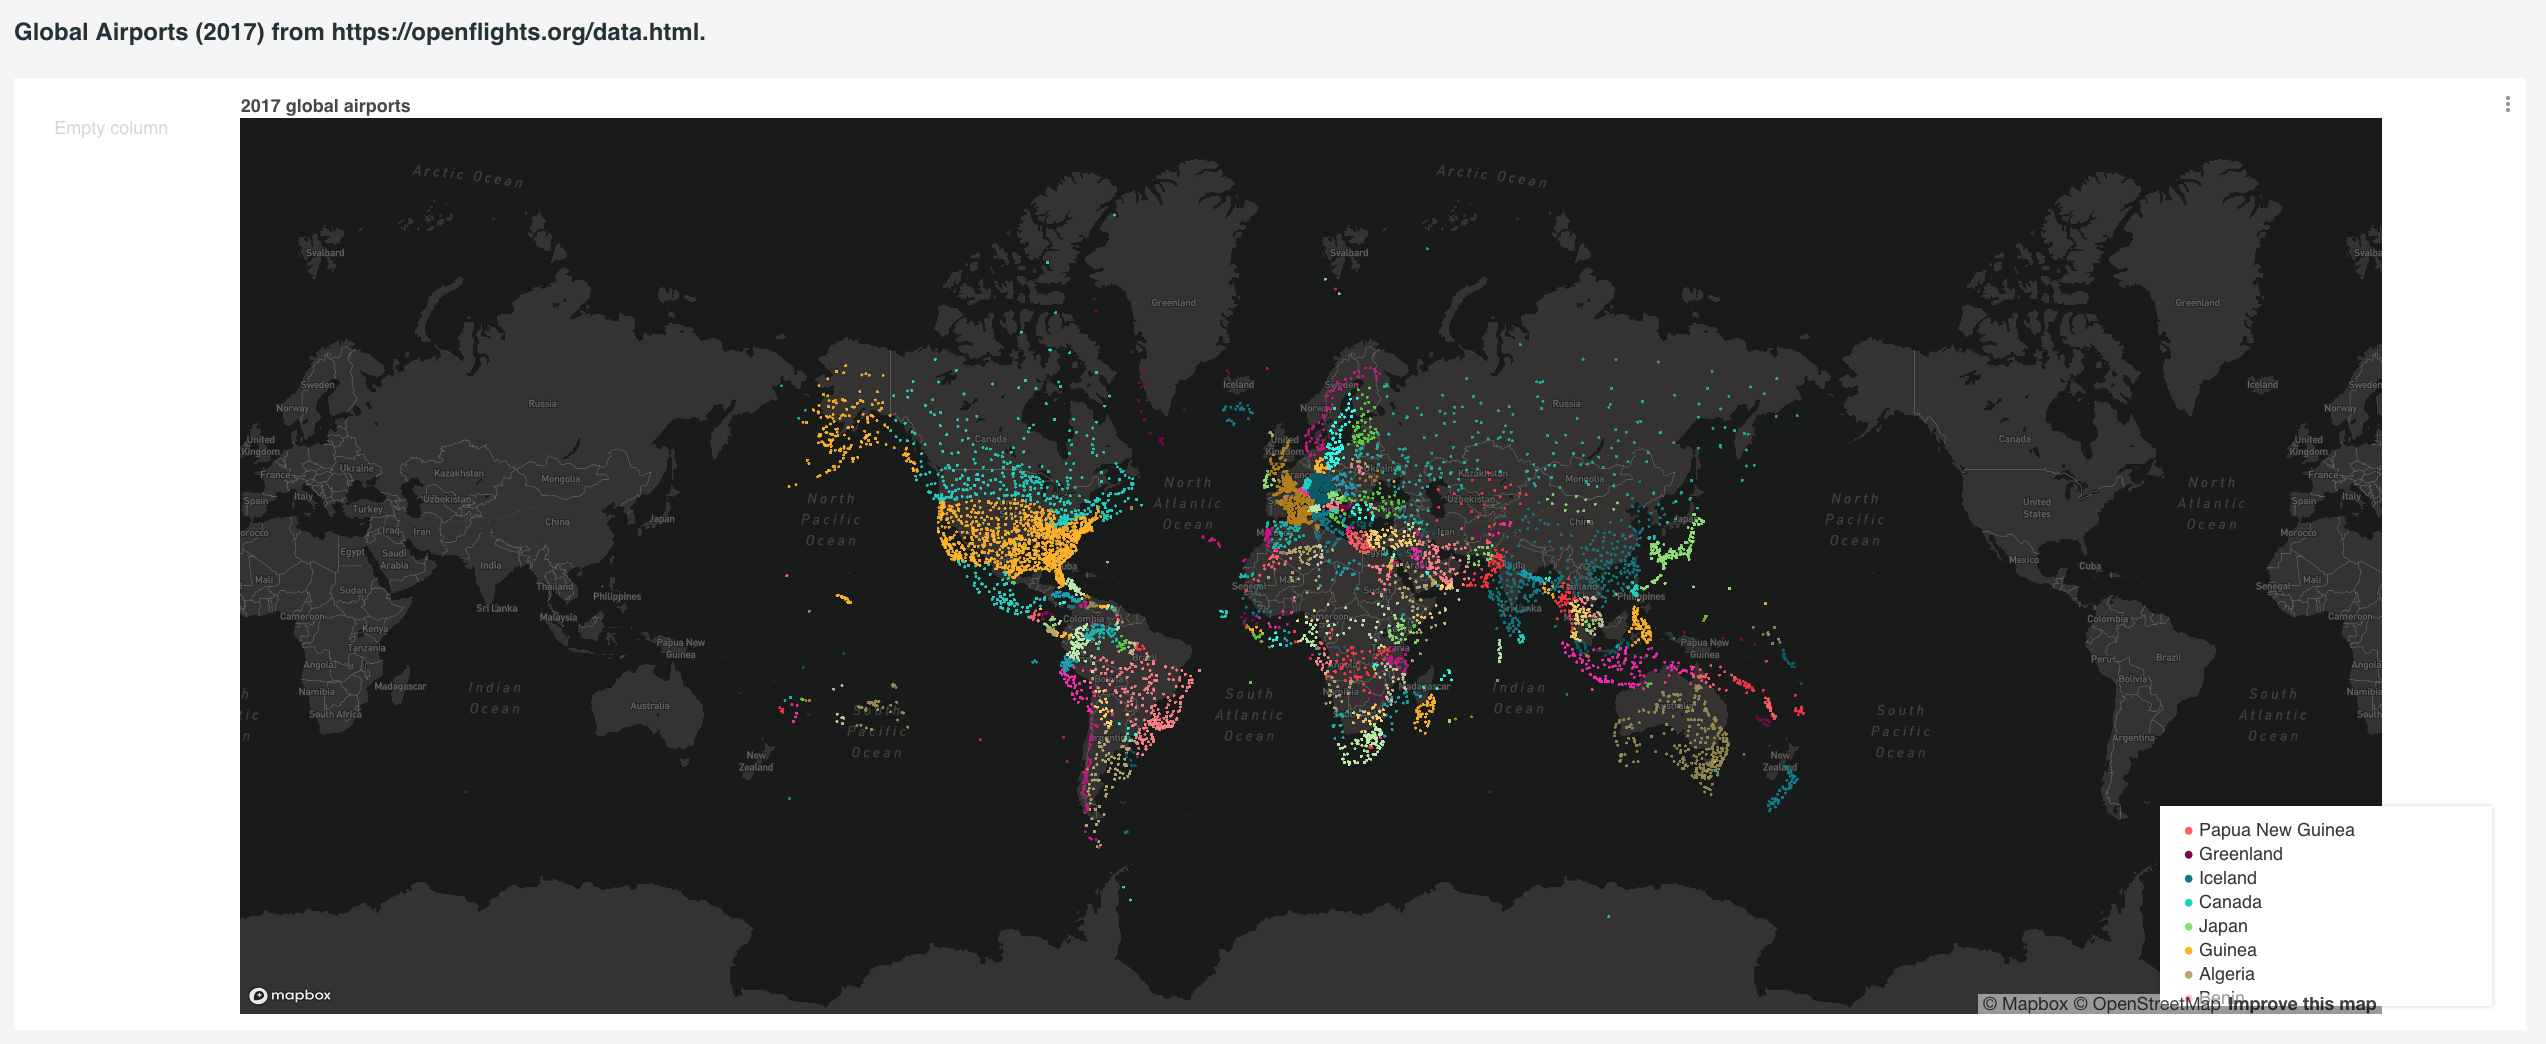 Global Airports (2017) from https://openflights.org/data.html.
Empty column
2017 global airports
Arctic Ocean
Arctic Ocean
Svalbard
Svalbard
Greenland
Greenland
Sweden
Norway
Russia
United
Kingdom
France
Ukraine
Spain
Italy
Turkey
Kazakhstan
Uzbekistan
Mongolia
China
Japan
Iraq
Iran
Egypt
Saudi
Arabia
India
Thailand
Philippines
Mali
Sudan
Sri Lanka
Malaysia
Cameroon
Kenya
Tanzania
Papua New
Guinea
Angola
Namibia
Madagascar
South Africa
Indian
Ocean
Australia
New
Zealand
North
Pacific
Ocean
South
Pacific
Ocean
Canada
Iceland
North
Atlantic
Ocean
Colombia
Brazil
Bolivia
Argentina
South
Atlantic
Ocean
Sweden
Norway
Russia
United
Kingdom
Kazakhstan
Uzbekistan
Mongolia
China
Iran
Senegal
Mali
Sudan
Philippines
Papua New
Guinea
Madagascar
Indian
Ocean
Australia
New
Zealand
North
Pacific
Ocean
South
Pacific
Ocean
Canada
United
States
Mexico
Cuba
Colombia
Peru
Brazil
Bolivia
Argentina
Iceland
North
Atlantic
Ocean
South
Atlantic
Ocean
Sweden
Norway
United
Kingdom
France
Spain
Italy
Morocco
Senegal
Mali
Cameroon
Angola
Papua New Guinea
Greenland
Iceland
Canada
Japan
Guinea
Algeria
Benin
mapbox
© Mapbox © OpenStreetMap Improve this map